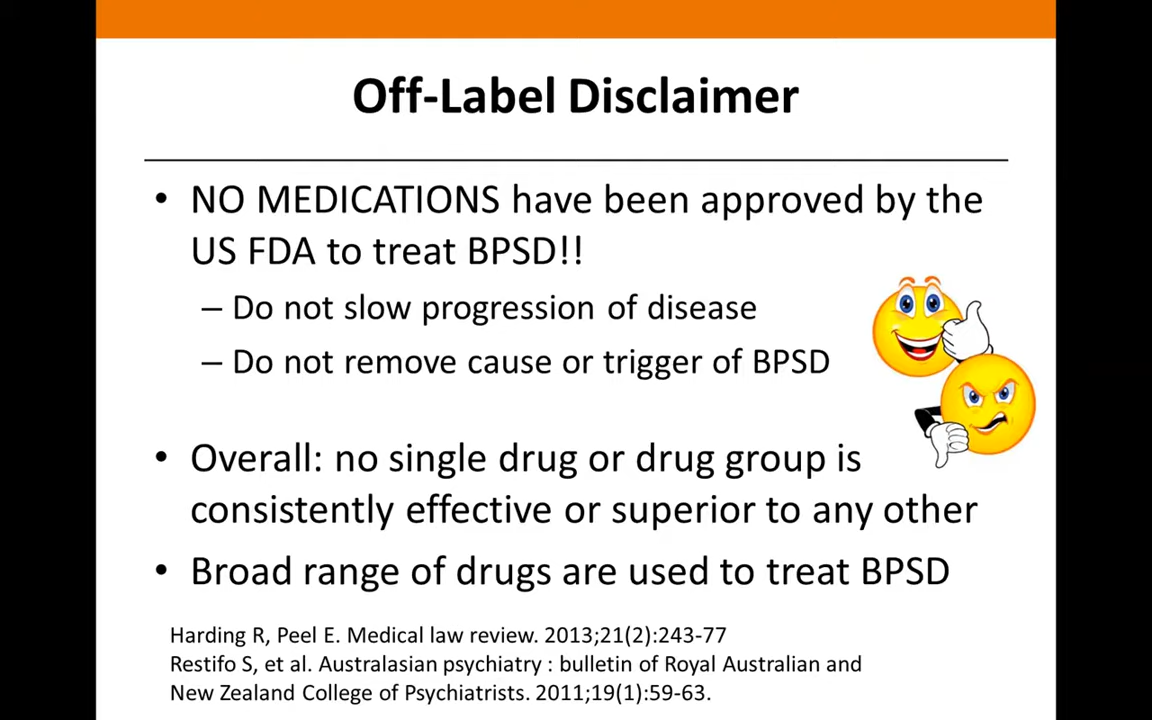 Off-Label Disclaimer
• NO MEDICATIONS have been approved by the
US FDA to treat BPSD!!
– Do not slow progression of disease
– Do not remove cause or trigger of BPSD
• Overall: no single drug or drug group is
consistently effective or superior to any other
• Broad range of drugs are used to treat BPSD
Harding R, Peel E. Medical law review. 2013;21(2):243-77
Restifo S, et al. Australasian psychiatry : bulletin of Royal Australian and
New Zealand College of Psychiatrists. 2011;19(1):59-63.